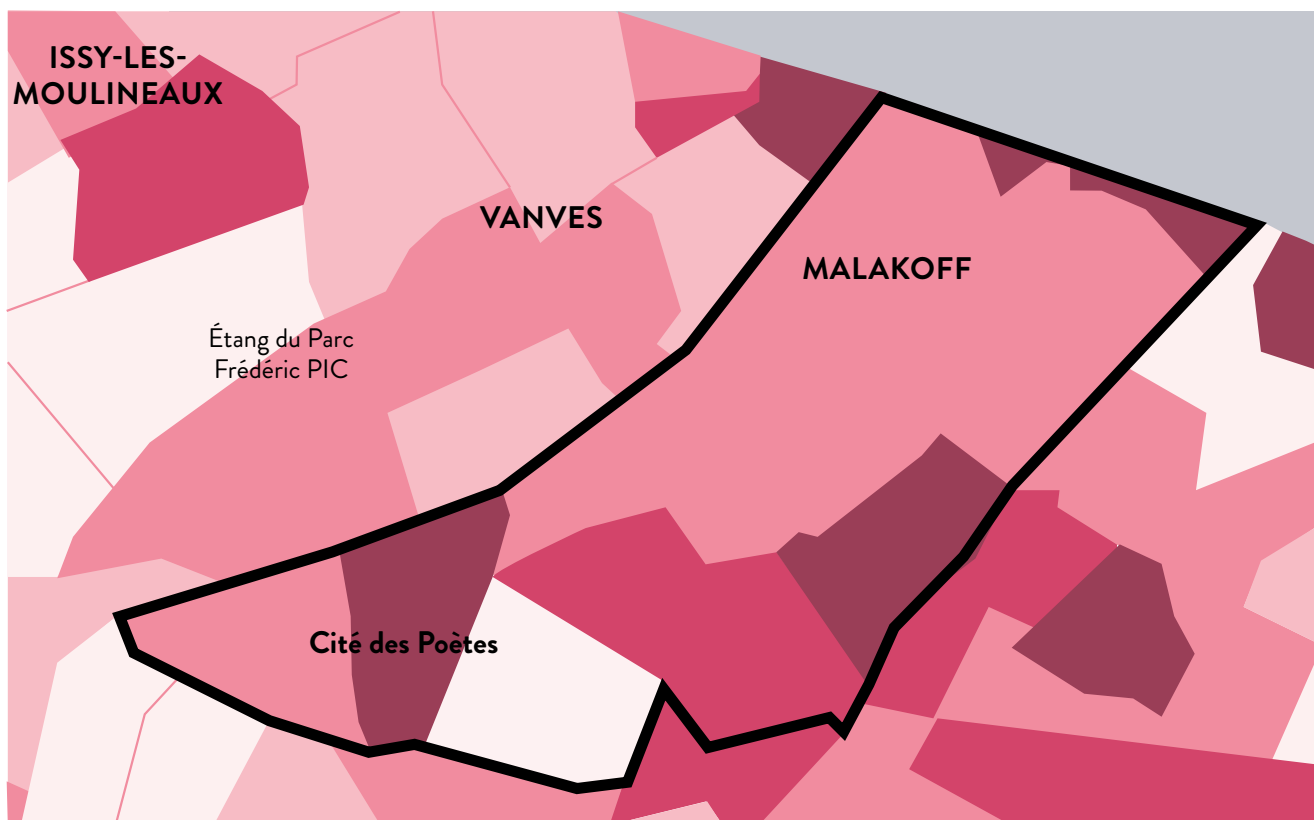 ISSY-LES-
MOULINEAUX
VANVES
MALAKOFF
Étang du Parc
Frédéric PIC
Cité des Poètes